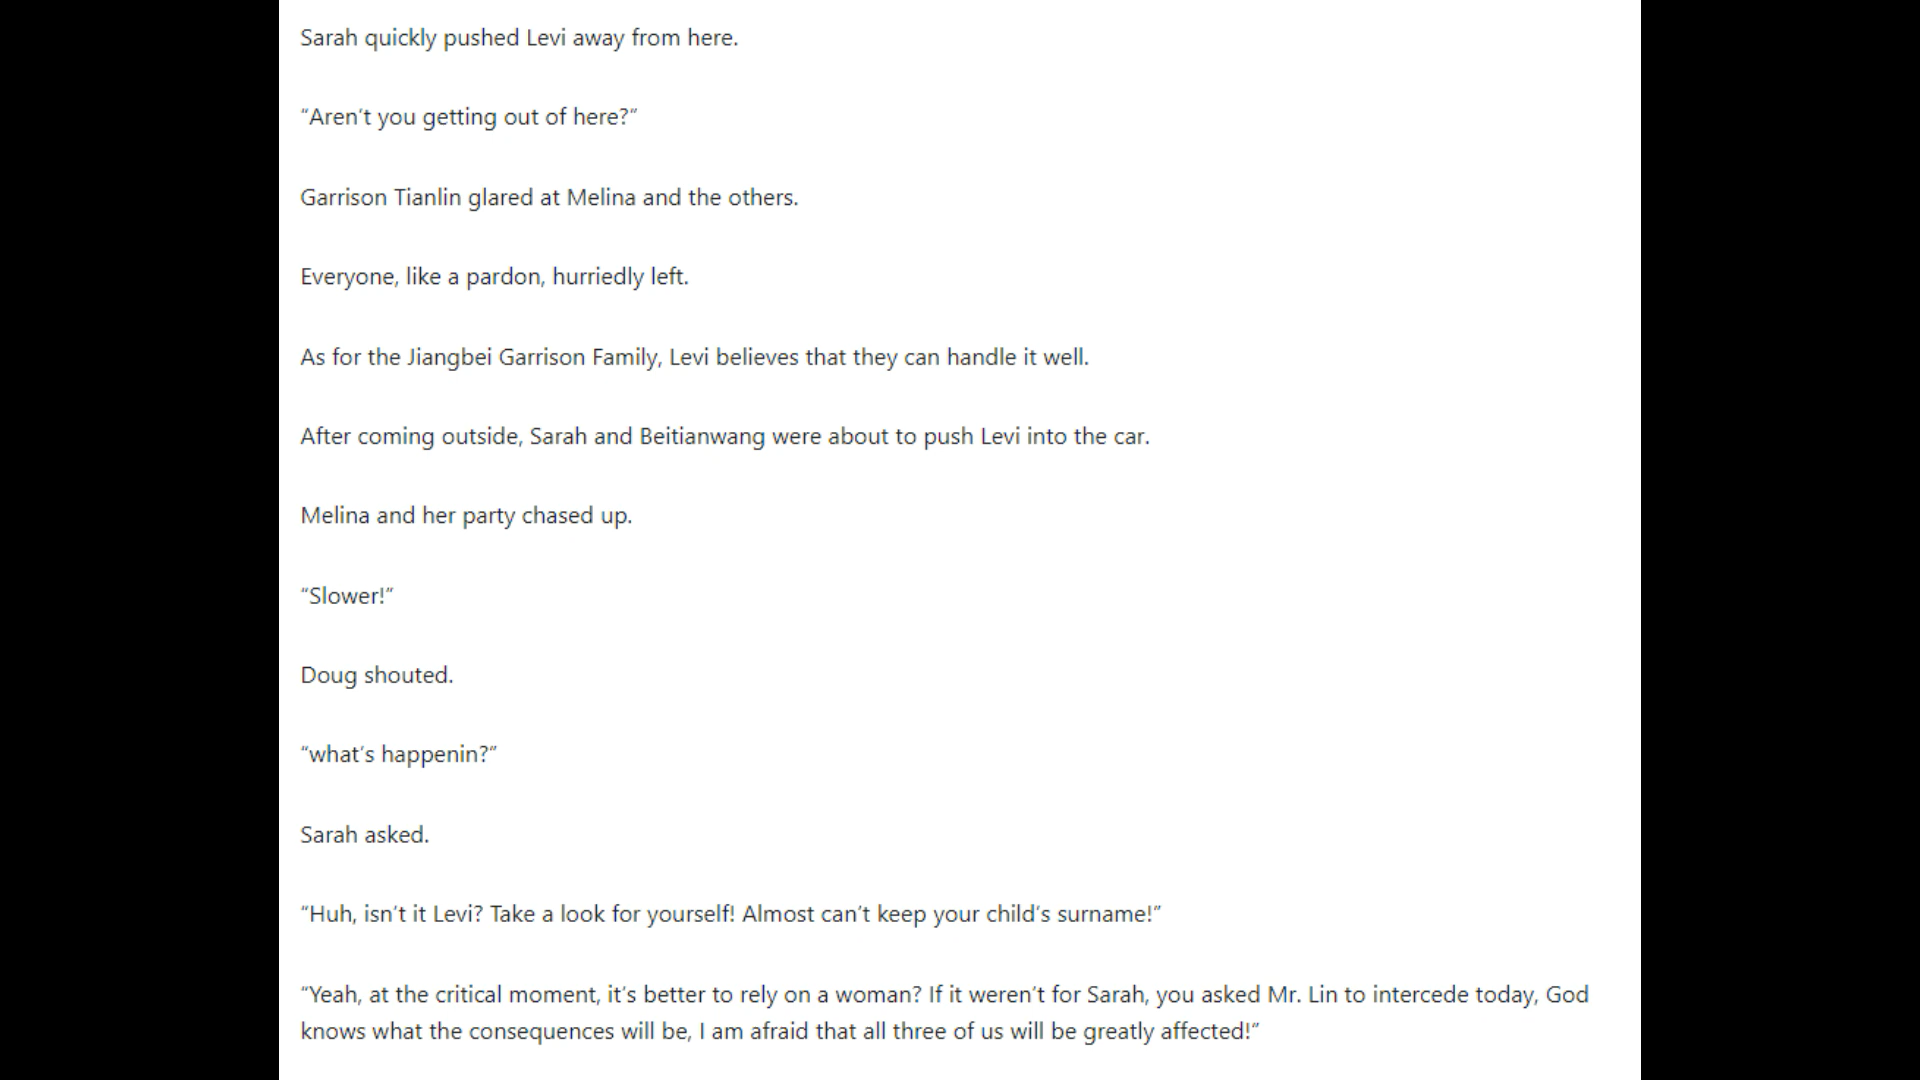 Sarah quickly pushed Levi away from here.
“Aren’t you getting out of here?”
Garrison Tianlin glared at Melina and the others.
Everyone, like a pardon, hurriedly left.
As for the Jiangbei Garrison Family, Levi believes that they can handle it well.
After coming outside, Sarah and Beitianwang were about to push Levi into the car.
Melina and her party chased up.
“Slower!”
Doug shouted.
“what’s happenin?”
Sarah asked.
“Huh, isn’t it Levi? Take a look for yourself! Almost can’t keep your child’s surname!”
“Yeah, at the critical moment, it’s better to rely on a woman? If it weren’t for Sarah, you asked Mr. Lin to intercede today, God
knows what the consequences will be, I am afraid that all three of us will be greatly affected!”